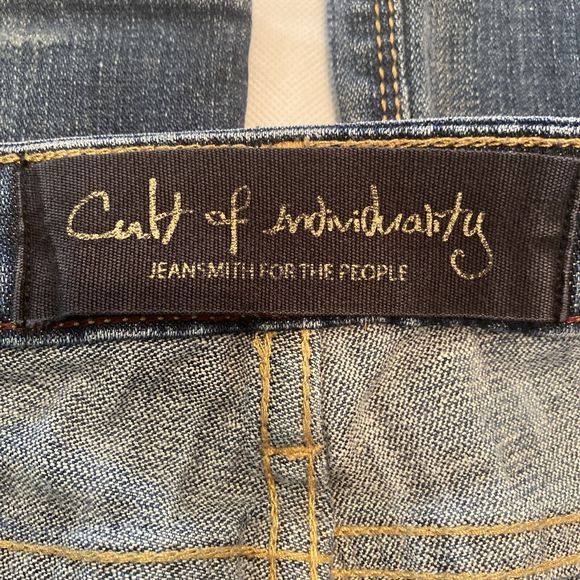 Cult of individuality
JEANSMITH FOR THE PEOPLE